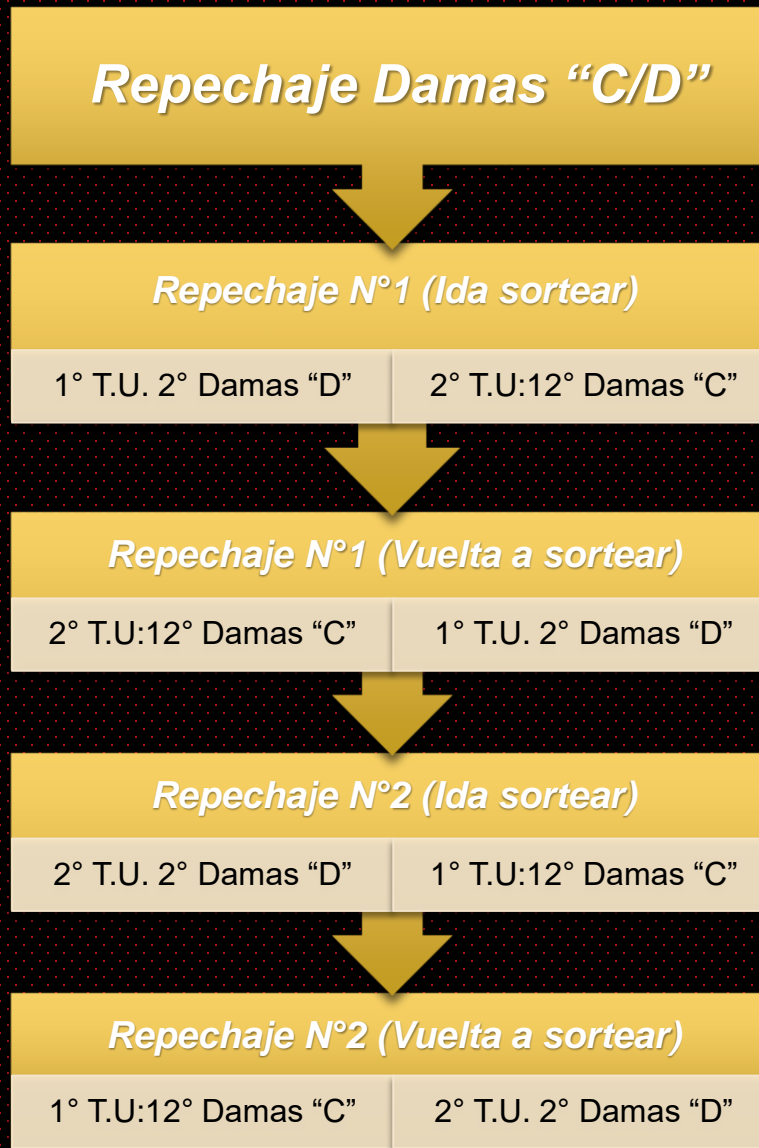 Repechaje Damas “C/D”
Repechaje N°1 (Ida sortear)
1° T.U. 2° Damas “D”
2° T.U:12° Damas “C”
Repechaje N°1 (Vuelta a sortear)
2° T.U:12° Damas “C”
1° T.U. 2° Damas “D”
Repechaje N°2 (Ida sortear)
2° T.U. 2° Damas “D”
1° T.U:12° Damas “C”
Repechaje N°2 (Vuelta a sortear)
1° T.U:12° Damas “C”
2° T.U. 2° Damas “D”